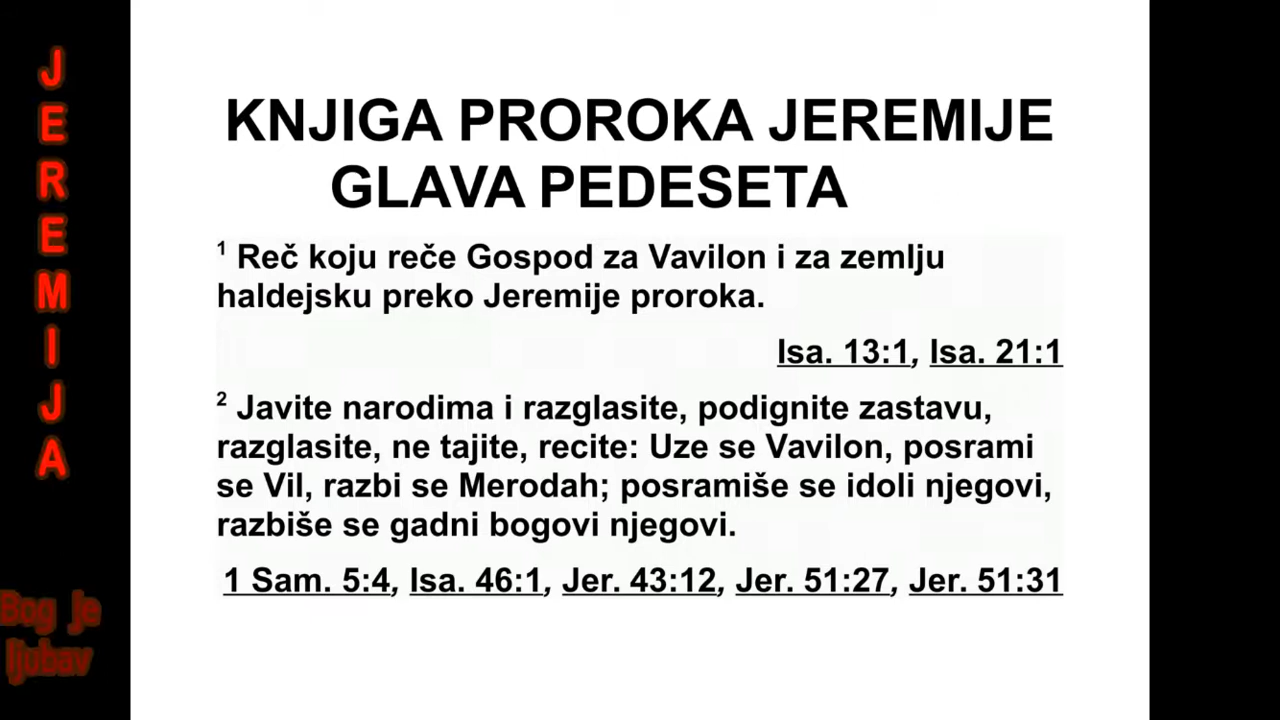 J
E
R
E
M
I
J
A
Bog je
ljubav
KNJIGA PROROKA JEREMIJE
GLAVA PEDESETA
1 Reč koju reče Gospod za Vavilon i za zemlju
haldejsku preko Jeremije proroka.
Isa. 13:1, Isa. 21:1
2 Javite narodima i razglasite, podignite zastavu,
razglasite, ne tajite, recite: Uze se Vavilon, posrami
se Vil, razbi se Merodah; posramiše se idoli njegovi,
razbiše se gadni bogovi njegovi.
1 Sam. 5:4, Isa. 46:1, Jer. 43:12, Jer. 51:27, Jer. 51:31